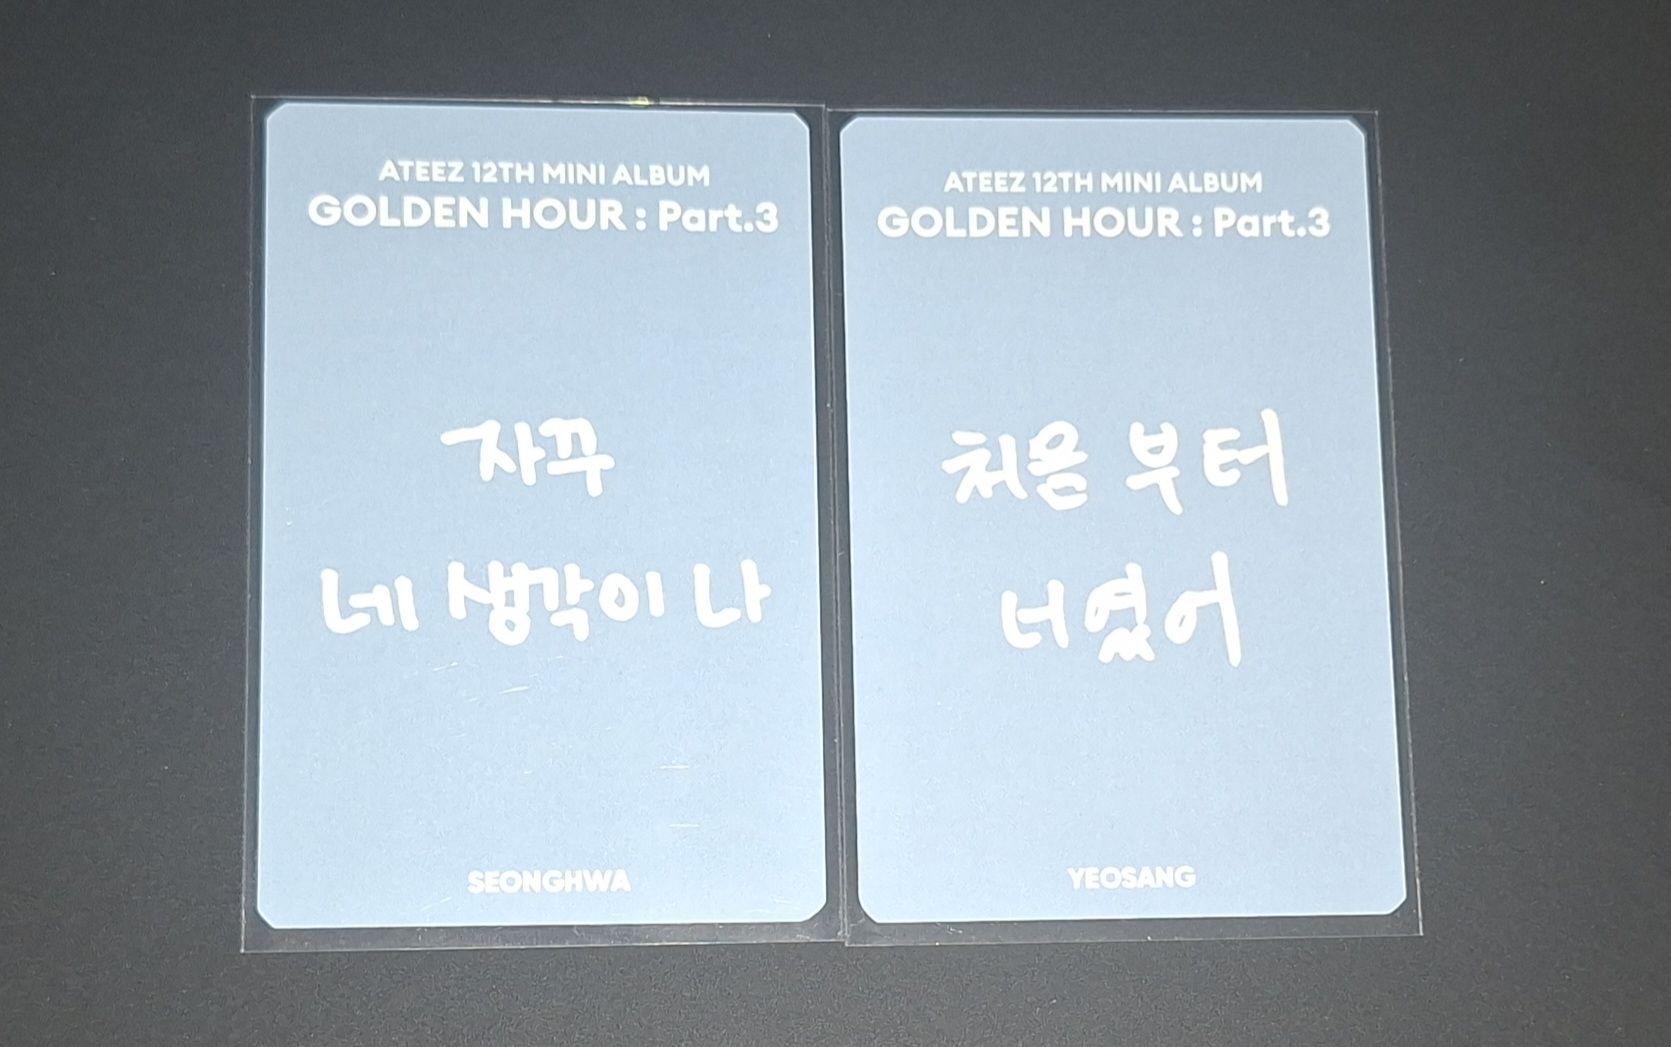 ATEEZ 12TH MINI ALBUM
GOLDEN HOUR : Part.3
자꾸
네 생각이 나
SEONGHWA
ATEEZ 12TH MINI ALBUM
GOLDEN HOUR : Part.3
처음 부터
너였어
YEOSANG